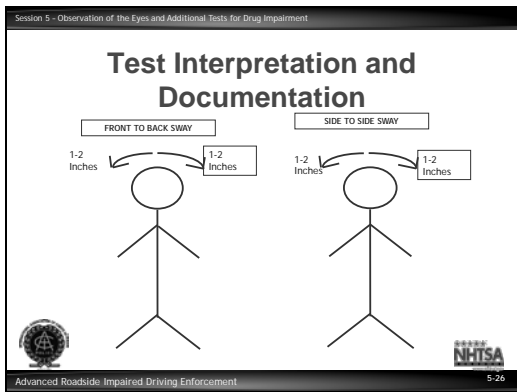 Session 5 - Observation of the Eyes and Additional Tests for Drug Impairment
Test Interpretation and
Documentation
FRONT TO BACK SWAY
SIDE TO SIDE SWAY
1-2
Inches
1-2
Inches
1-2
Inches
1-2
Inches
NHTSA
Advanced Roadside Impaired Driving Enforcement
5-26